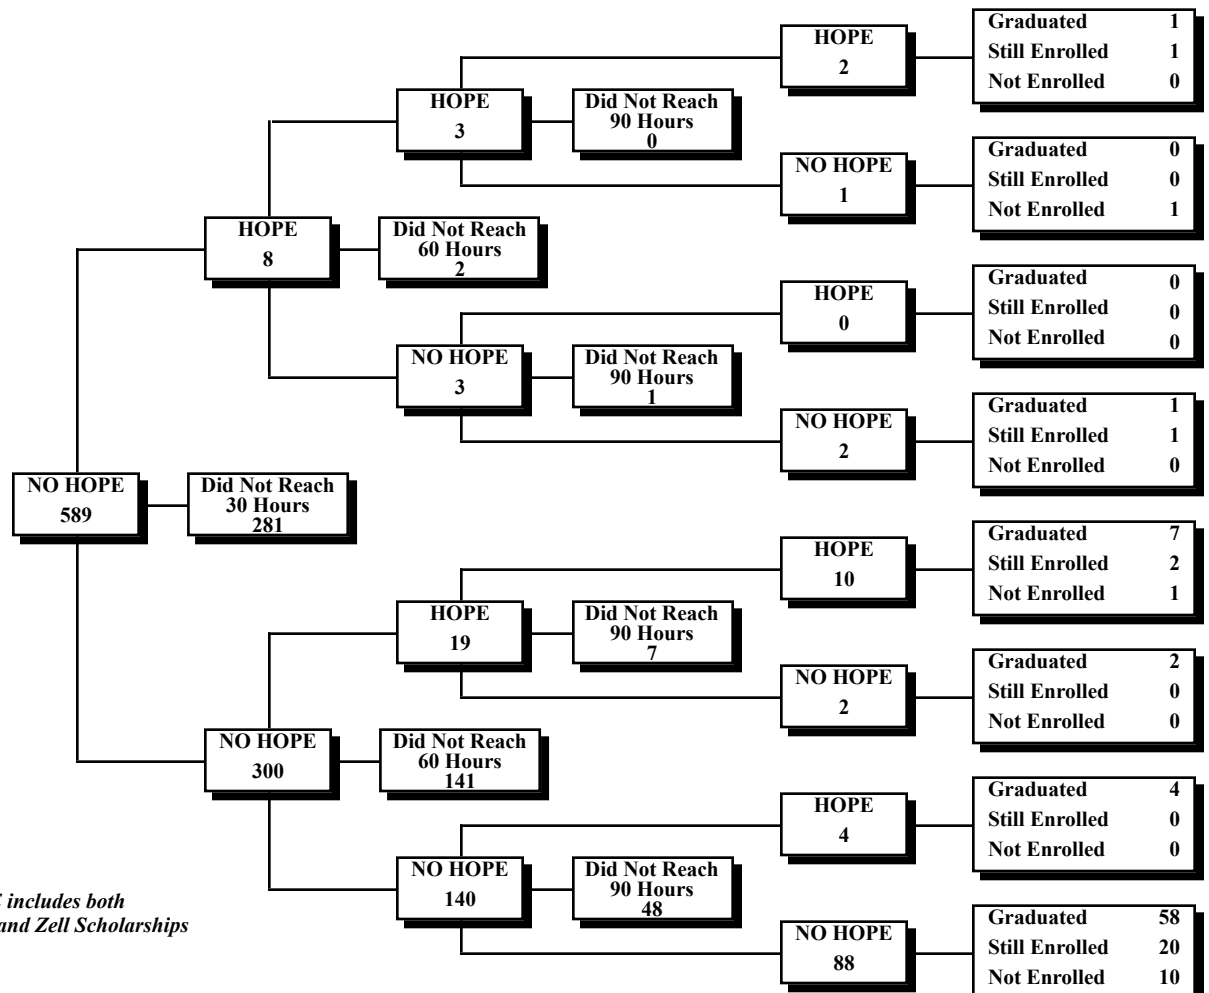 HOPE
2
Graduated 1
Still Enrolled 1
Not Enrolled 0
HOPE
3
Did Not Reach
90 Hours
0
NO HOPE
1
Graduated 0
Still Enrolled 0
Not Enrolled 1
HOPE
8
Did Not Reach
60 Hours
2
HOPE
0
Graduated 0
Still Enrolled 0
Not Enrolled 0
NO HOPE
3
Did Not Reach
90 Hours
1
NO HOPE
2
Graduated 1
Still Enrolled 1
Not Enrolled 0
NO HOPE
589
Did Not Reach
30 Hours
281
HOPE
10
Graduated 7
Still Enrolled 2
Not Enrolled 1
HOPE
19
Did Not Reach
90 Hours
7
NO HOPE
2
Graduated 2
Still Enrolled 0
Not Enrolled 0
NO HOPE
300
Did Not Reach
60 Hours
141
HOPE
4
Graduated 4
Still Enrolled 0
Not Enrolled 0
NO HOPE
140
Did Not Reach
90 Hours
48
NO HOPE
88
Graduated 58
Still Enrolled 20
Not Enrolled 10
includes both
and Zell Scholarships